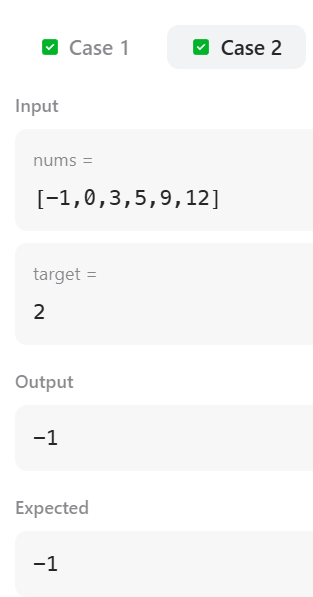 Case 1 Case 2
Input
nums =
[-1,0,3,5,9,12]
target =
2
Output
-1
Expected
-1